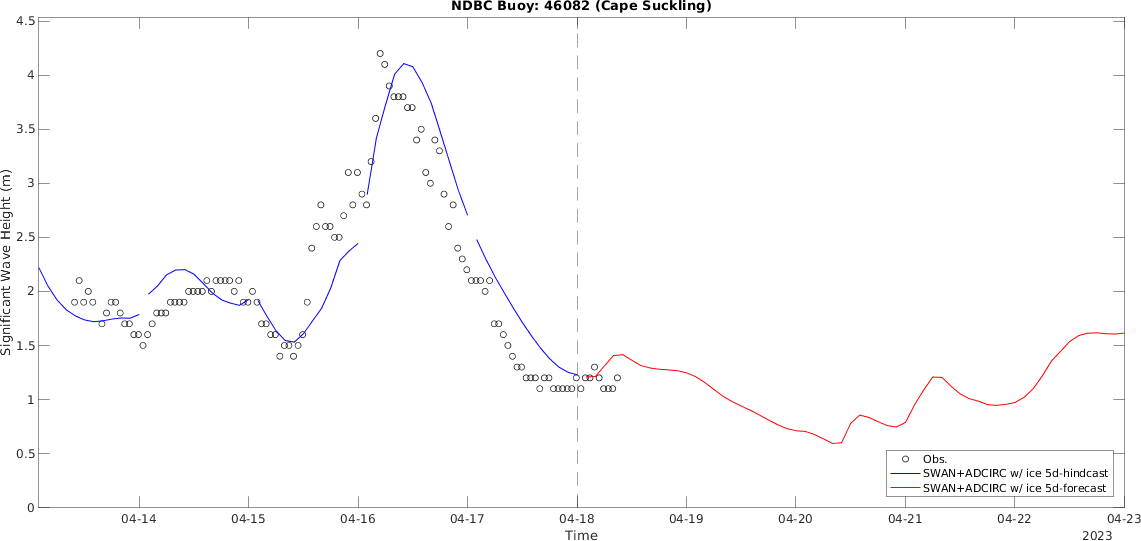 NDBC Buoy: 46082 (Cape Suckling)
4.5
4
3.5
3
2.5
2
1.5
1
0.5
0
Significant Wave Height (m)
Obs.
SWAN+ADCIRC w/ ice 5d-hindcast
SWAN+ADCIRC w/ ice 5d-forecast
04-14 04-15 04-16 04-17 04-18 04-19 04-20 04-21 04-22 04-23
Time
2023